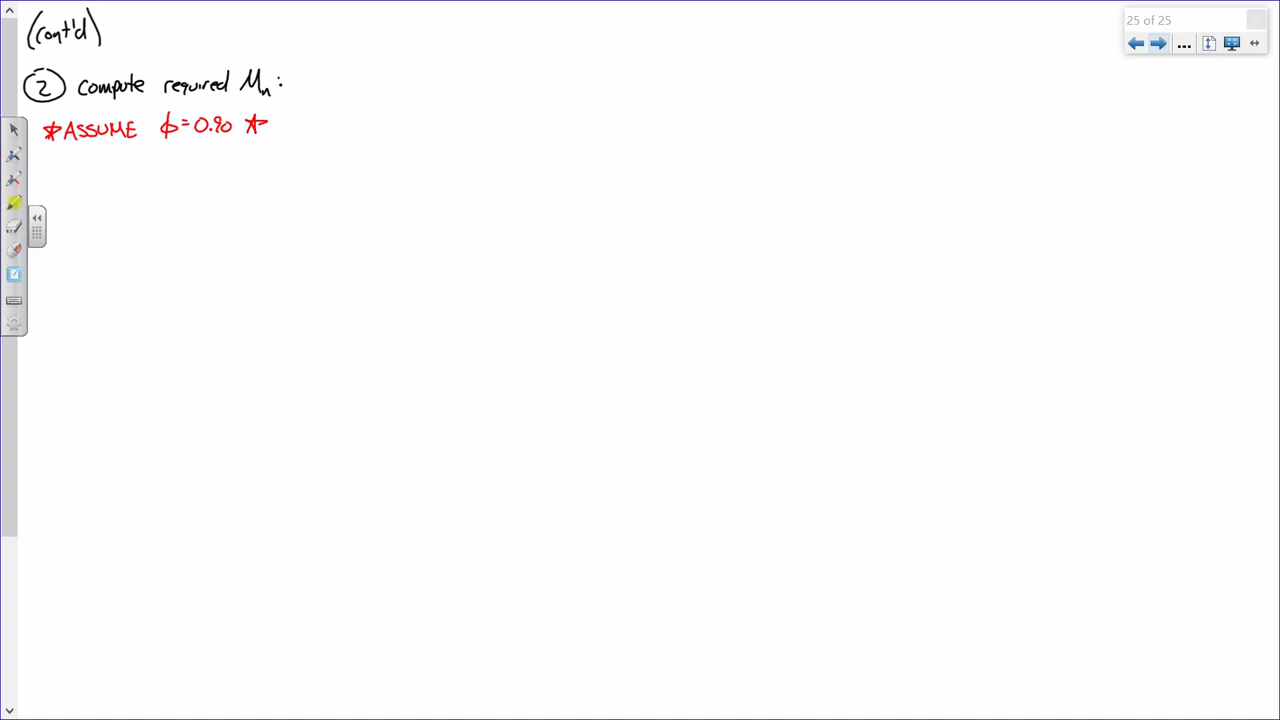 (cont'd)
② compute required Mn:
*ASSUME ϕ=0.90 *
25 of 25